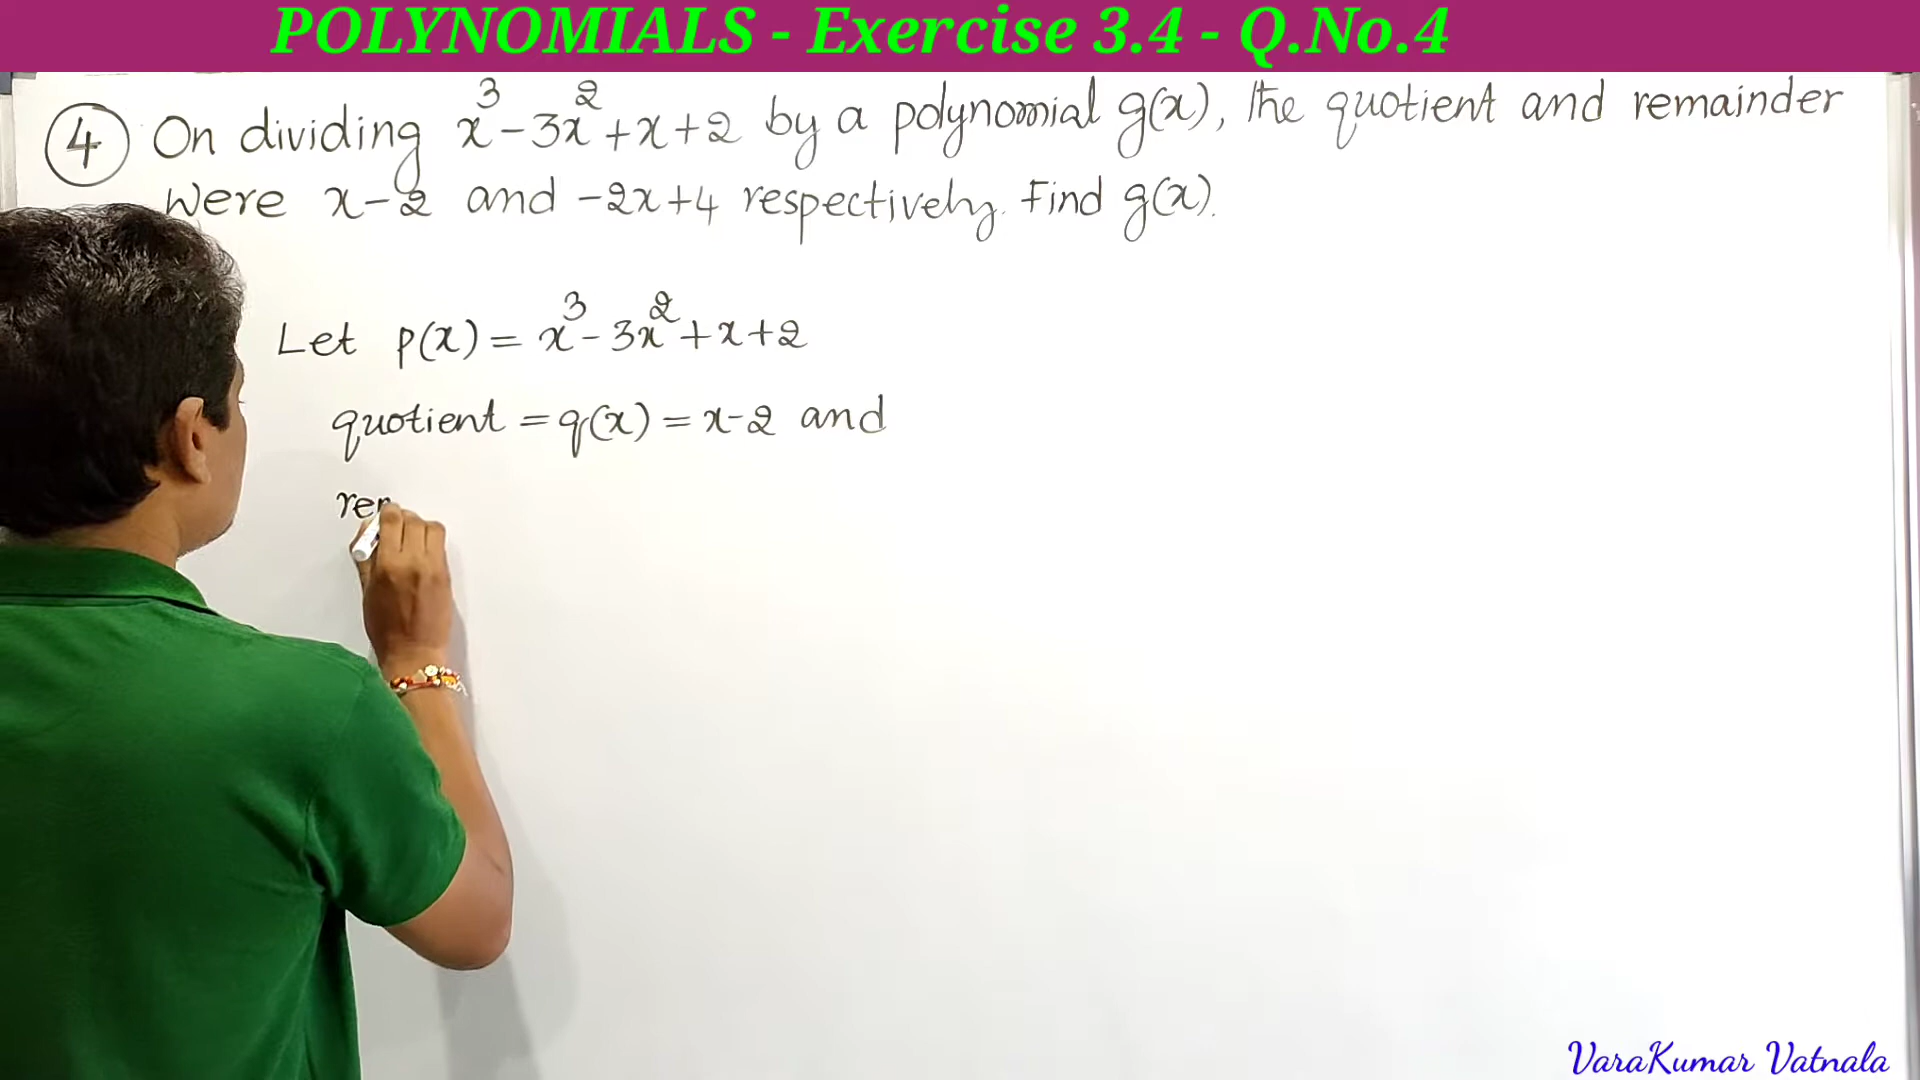 POLYNOMIALS - Exercise 3.4 - Q.No.4
④ On dividing x³-3x²+x+2 by a polynomial g(x), the quotient and remainder
were x-2 and -2x+4 respectively. Find g(x).
Let p(x) = x³-3x²+x+2
quotient = q(x) = x-2 and
rem
VaraKumar Vatnala